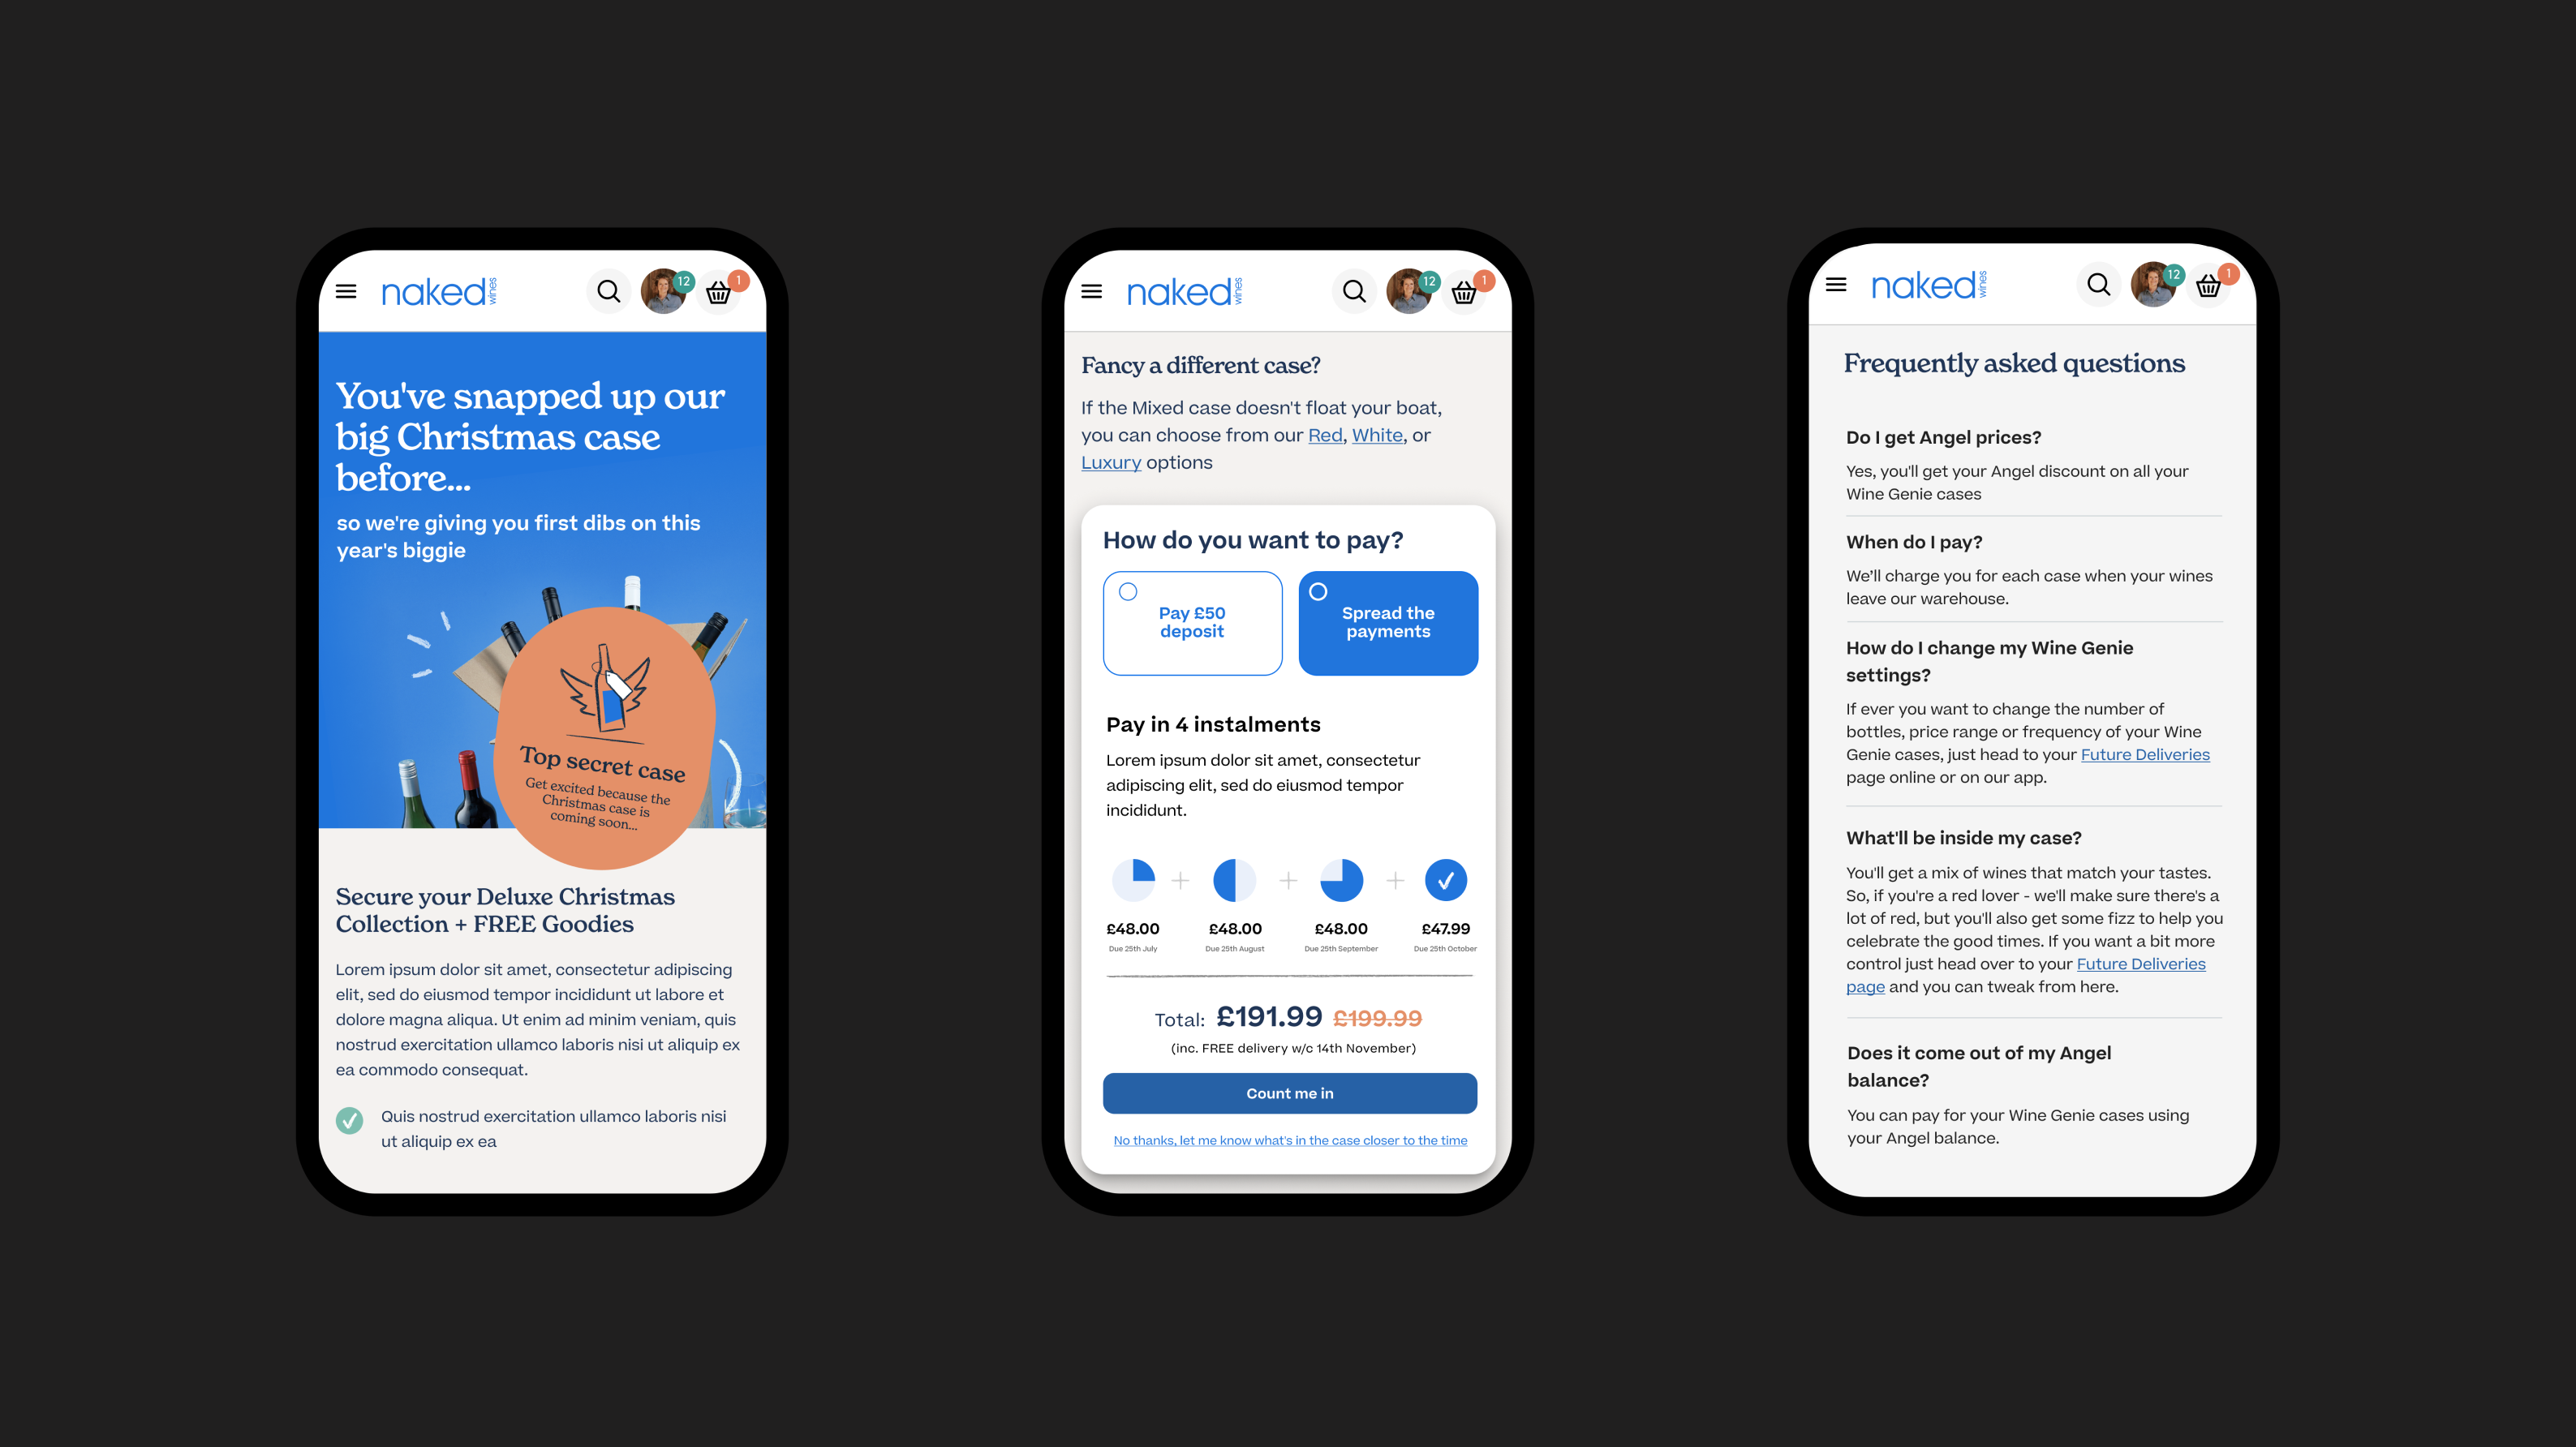 naked wines
12
1
You've snapped up our
big Christmas case
before...
so we're giving you first dibs on this
year's biggie
Top secret case
Get excited because the
Christmas case is
coming soon...
Secure your Deluxe Christmas
Collection + FREE Goodies
Lorem ipsum dolor sit amet, consectetur adipiscing
elit, sed do eiusmod tempor incididunt ut labore et
dolore magna aliqua. Ut enim ad minim veniam, quis
nostrud exercitation ullamco laboris nisi ut aliquip ex
ea commodo consequat.
Quis nostrud exercitation ullamco laboris nisi
ut aliquip ex ea
naked wines
12
1
Fancy a different case?
If the Mixed case doesn't float your boat,
you can choose from our Red, White, or
Luxury options
How do you want to pay?
Pay £50
deposit
Spread the
payments
Pay in 4 instalments
Lorem ipsum dolor sit amet, consectetur
adipiscing elit, sed do eiusmod tempor
incididunt.
£48.00 £48.00 £48.00 £47.99
Due 25th July Due 25th August Due 25th September Due 25th October
Total: £191.99 £199.99
(inc. FREE delivery w/c 14th November)
Count me in
No thanks, let me know what's in the case closer to the time
naked wines
12
1
Frequently asked questions
Do I get Angel prices?
Yes, you'll get your Angel discount on all your
Wine Genie cases
When do I pay?
We’ll charge you for each case when your wines
leave our warehouse.
How do I change my Wine Genie
settings?
If ever you want to change the number of
bottles, price range or frequency of your Wine
Genie cases, just head to your Future Deliveries
page online or on our app.
What'll be inside my case?
You'll get a mix of wines that match your tastes.
So, if you're a red lover - we'll make sure there's a
lot of red, but you'll also get some fizz to help you
celebrate the good times. If you want a bit more
control just head over to your Future Deliveries
page and you can tweak from here.
Does it come out of my Angel
balance?
You can pay for your Wine Genie cases using
your Angel balance.